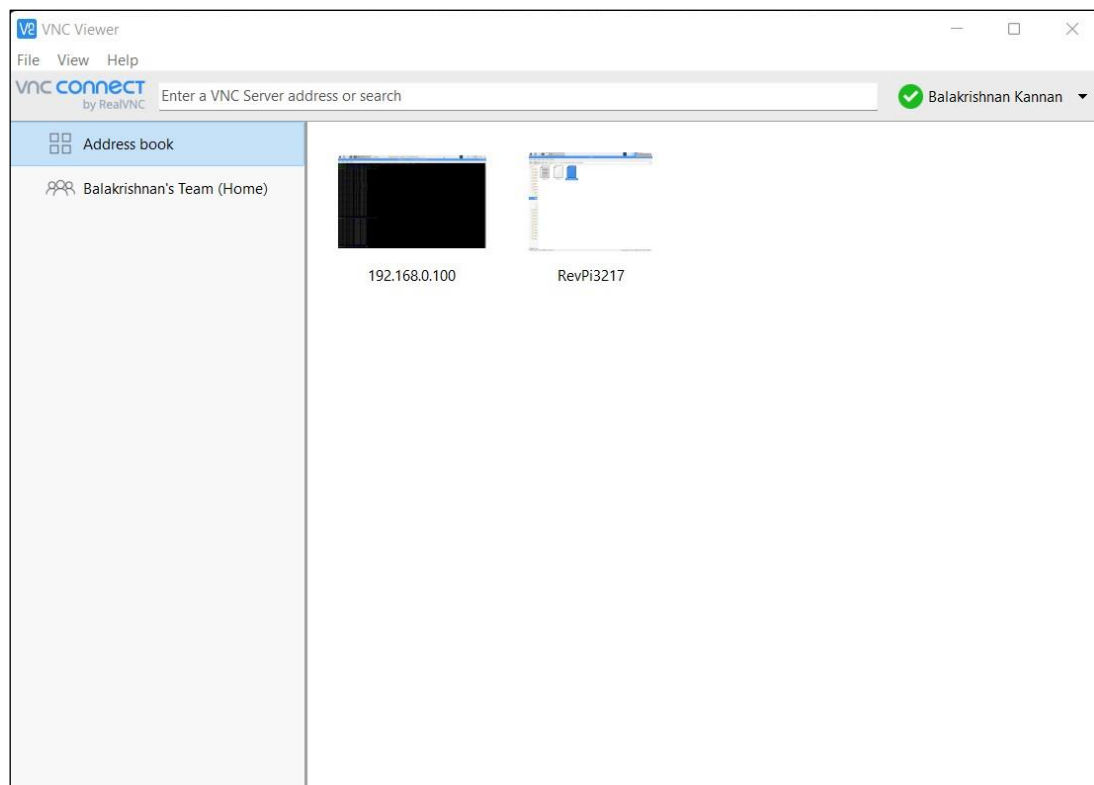 VNC Viewer
File View Help
vnc connect
by RealVNC
Enter a VNC Server address or search
Balakrishnan Kannan
Address book
Balakrishnan's Team (Home)
192.168.0.100
RevPi3217